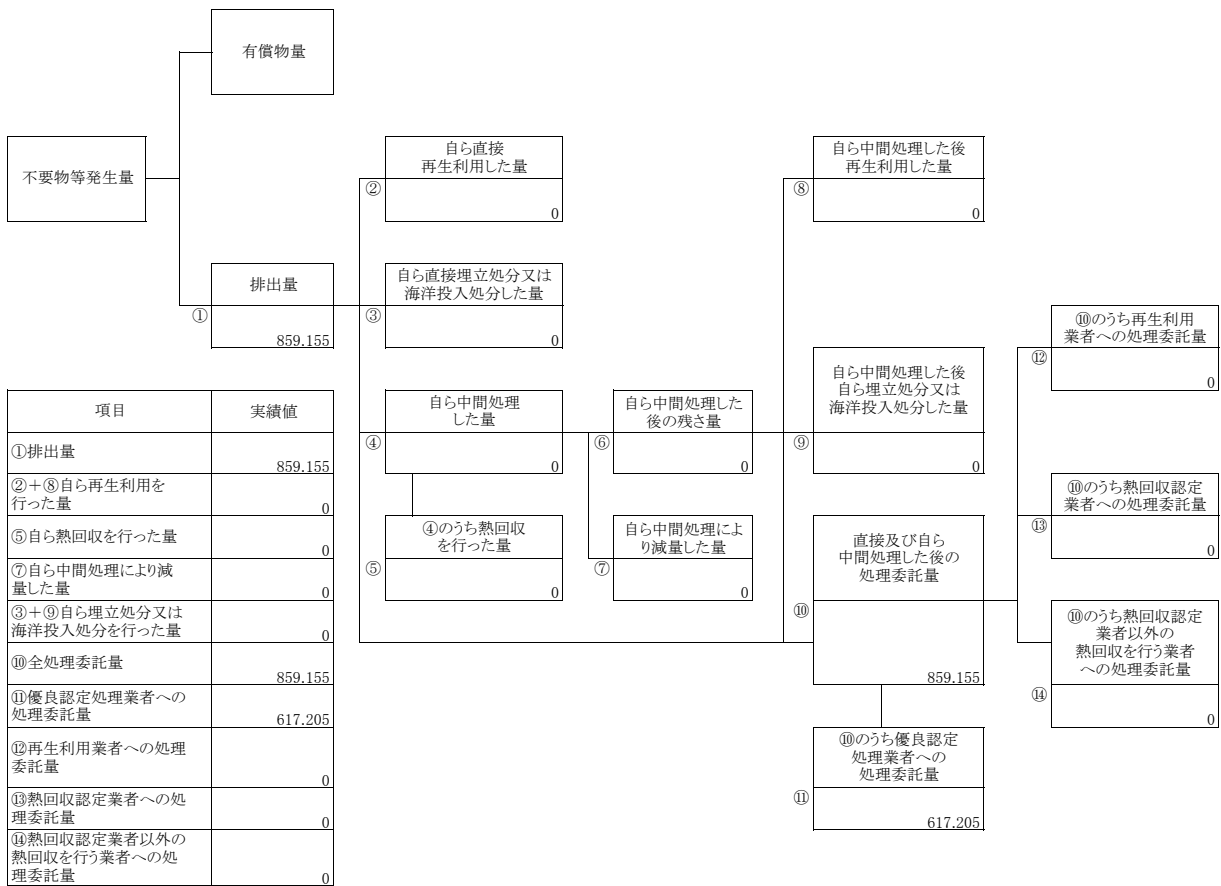 有償物量
不要物等発生量
自ら直接
再生利用した量
②
0
自ら中間処理した後
再生利用した量
⑧
0
排出量
①
859.155
自ら直接埋立処分又は
海洋投入処分した量
③
0
⑩のうち再生利用
業者への処理委託量
⑫
0
自ら中間処理
した量
④
0
自ら中間処理した
後の残さ量
⑥
0
自ら中間処理した後
自ら埋立処分又は
海洋投入処分した量
⑨
0
⑩のうち熱回収認定
業者への処理委託量
⑬
0
④のうち熱回収
を行った量
⑤
0
自ら中間処理によ
り減量した量
⑦
0
直接及び自ら
中間処理した後の
処理委託量
⑩
859.155
⑩のうち熱回収認定
業者以外の
熱回収を行う業者
への処理委託量
⑭
0
⑩のうち優良認定
処理業者への
処理委託量
⑪
617.205
項目 実績値
①排出量
859.155
②＋⑧自ら再生利用を
行った量
0
⑤自ら熱回収を行った量
0
⑦自ら中間処理により減
量した量
0
③＋⑨自ら埋立処分又は
海洋投入処分を行った量
0
⑩全処理委託量
859.155
⑪優良認定処理業者への
処理委託量
617.205
⑫再生利用業者への処理
委託量
0
⑬熱回収認定業者への処
理委託量
0
⑭熱回収認定業者以外の
熱回収を行う業者への処
理委託量
0